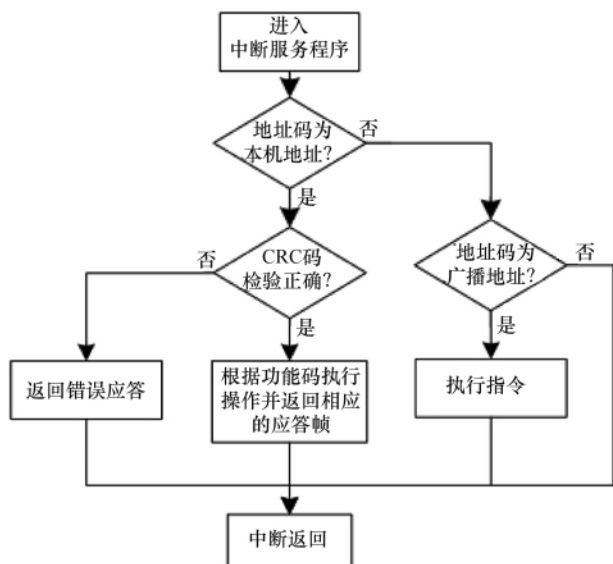 进入
中断服务程序
地址码为
本机地址?
否
是
CRC码
检验正确?
否
是
地址码为
广播地址?
否
是
返回错误应答
根据功能码执行
操作并返回相应
的应答帧
执行指令
中断返回